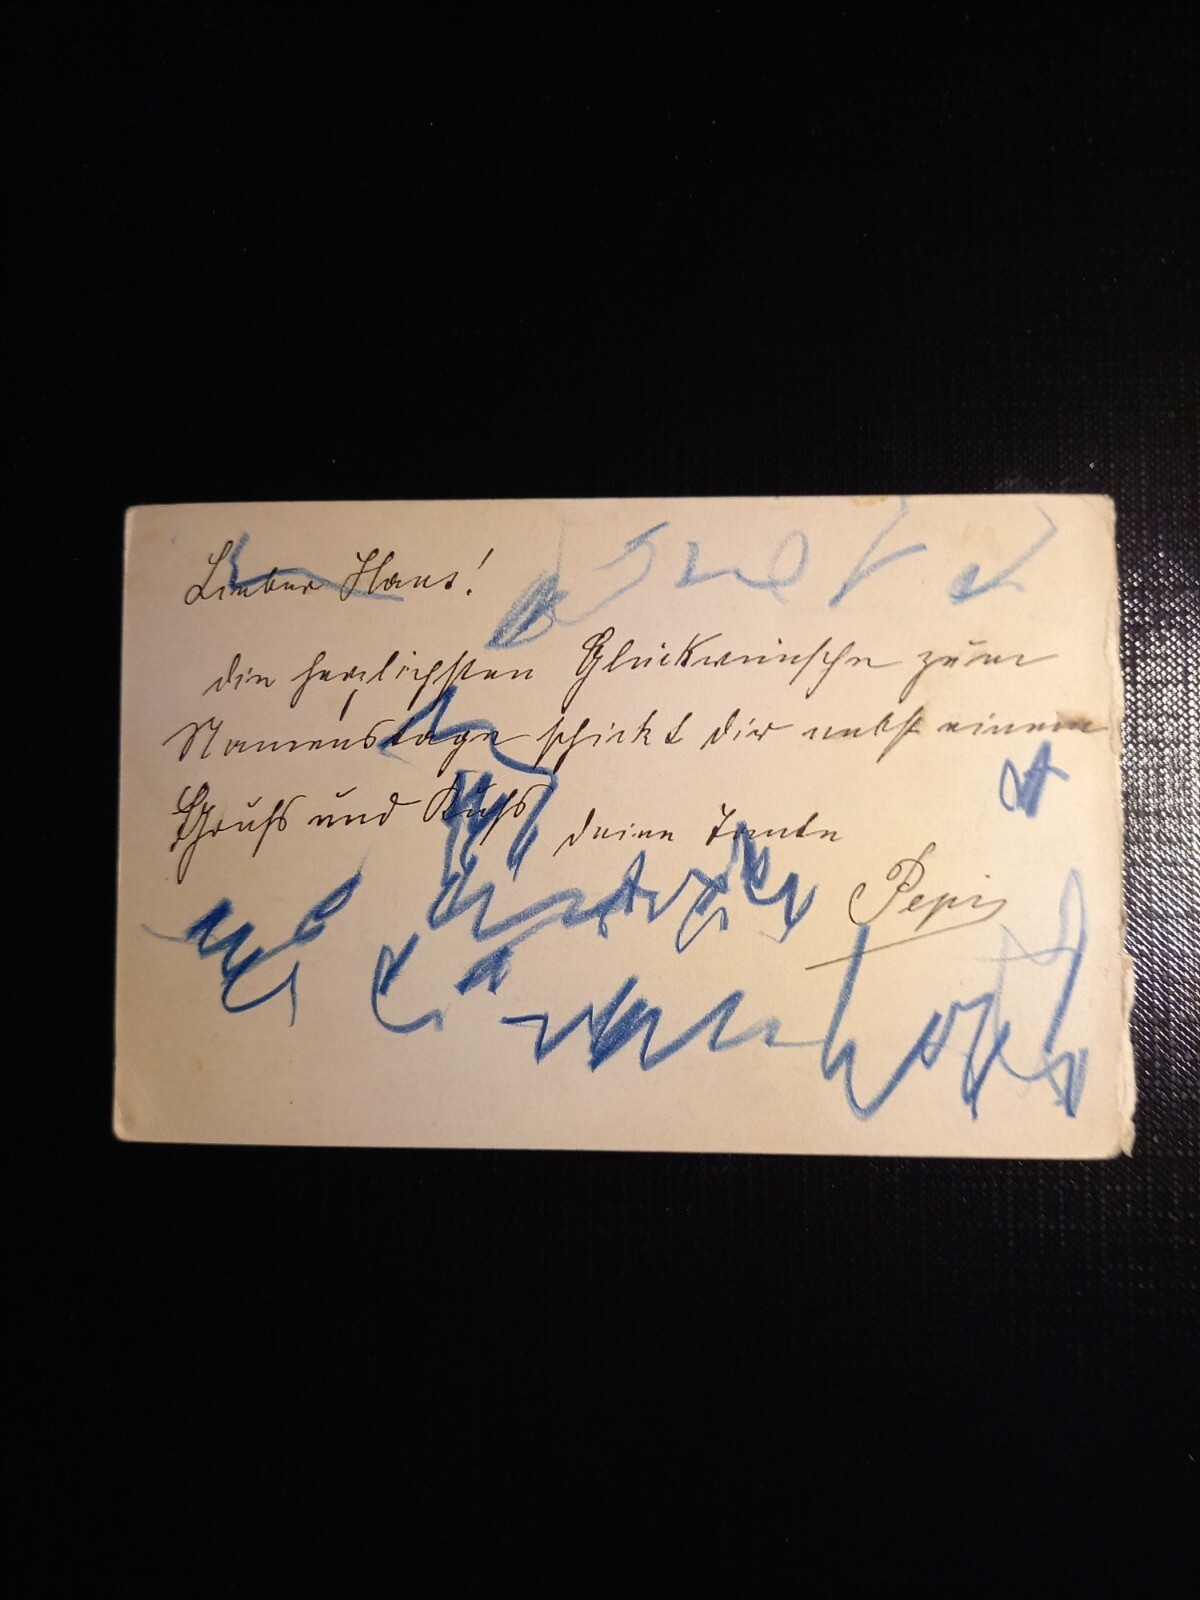 Lieber Hans!
die herzlichsten Glückwünsche zum
Namenstage schickt dir nebst einem
Gruß und Kuß
deine Tante
Pepi